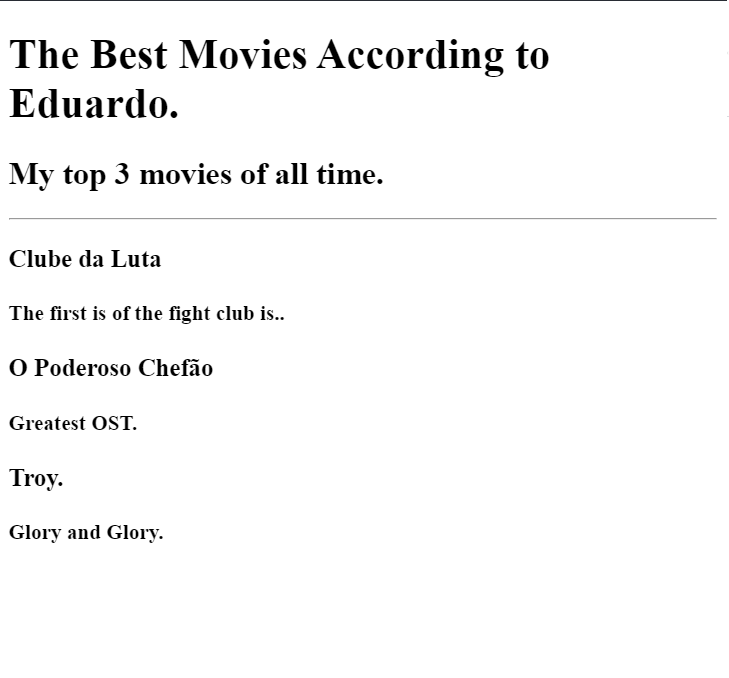 The Best Movies According to
Eduardo.
My top 3 movies of all time.
Clube da Luta
The first is of the fight club is..
O Poderoso Chefão
Greatest OST.
Troy.
Glory and Glory.